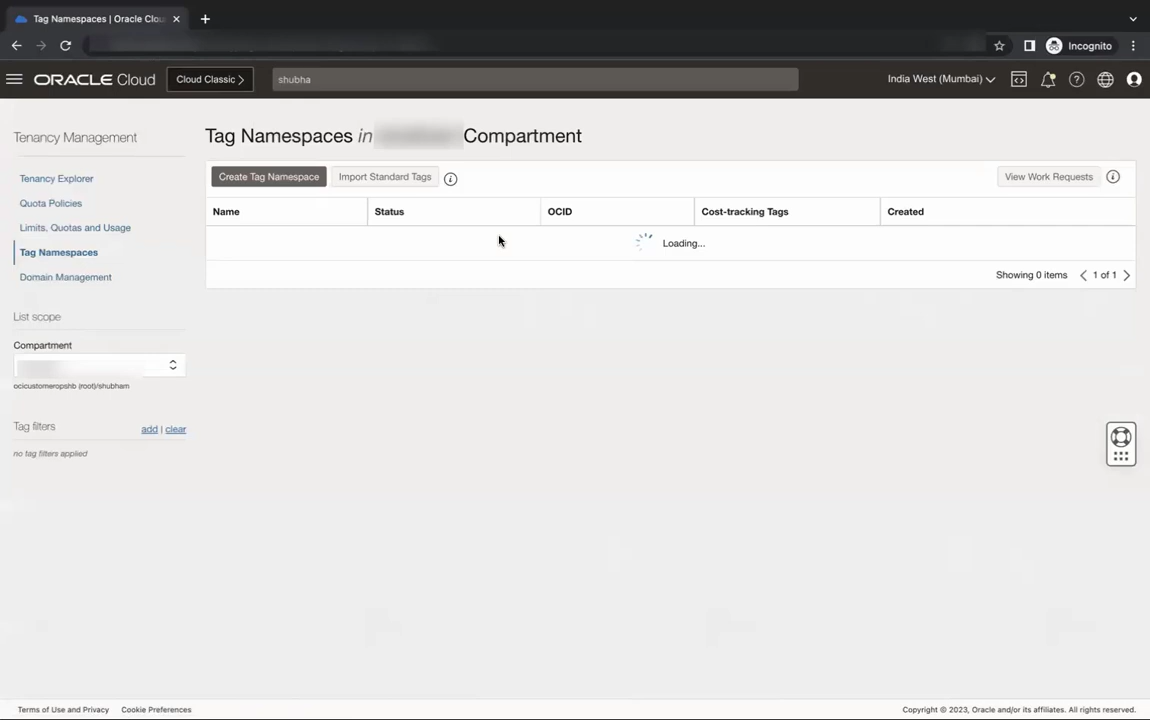 Tag Namespaces | Oracle Clou
Incognito
ORACLE Cloud
Cloud Classic
shubha
India West (Mumbai)
Tenancy Management
Tenancy Explorer
Quota Policies
Limits, Quotas and Usage
Tag Namespaces
Domain Management
List scope
Compartment
ocicustomeropshb (root)/shubham
Tag filters
add | clear
no tag filters applied
Tag Namespaces in Compartment
Create Tag Namespace
Import Standard Tags
View Work Requests
Name Status OCID Cost-tracking Tags Created
Loading...
Showing 0 items
1 of 1
Terms of Use and Privacy
Cookie Preferences
Copyright © 2023, Oracle and/or its affiliates. All rights reserved.